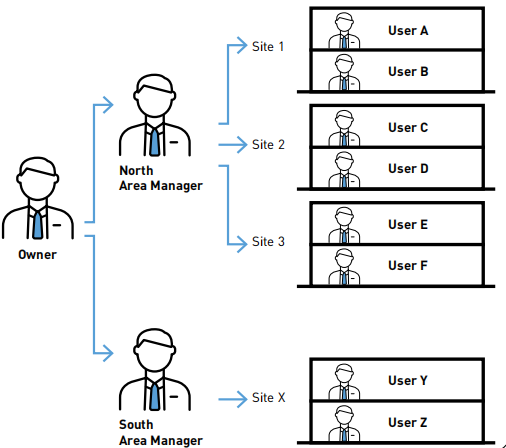 Site 1
User A
User B
North
Area Manager
Site 2
User C
User D
Owner
Site 3
User E
User F
South
Area Manager
Site X
User Y
User Z